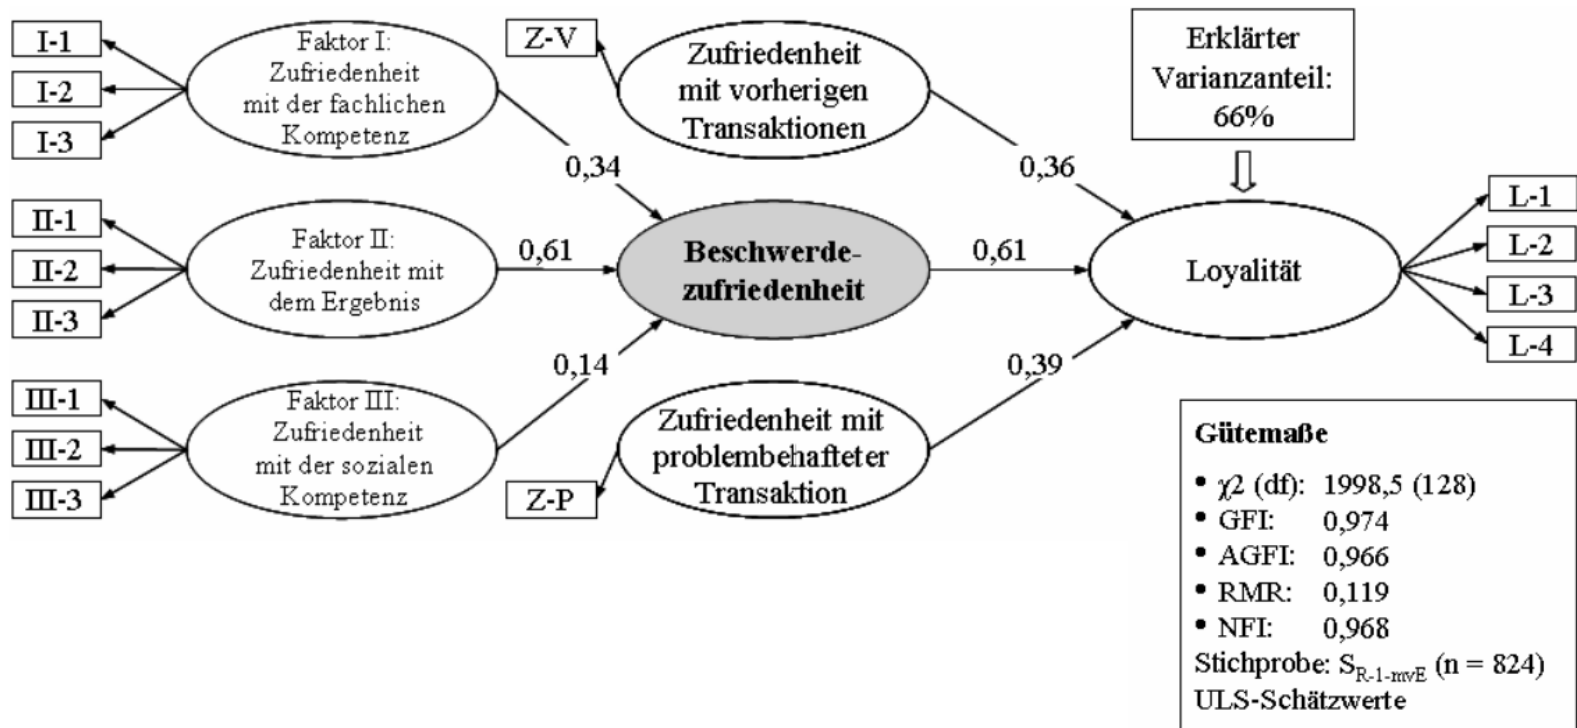 I-1
I-2
I-3
Faktor I:
Zufriedenheit
mit der fachlichen
Kompetenz
Z-V
Zufriedenheit
mit vorherigen
Transaktionen
Erklärter
Varianzanteil:
66%
0,34
0,36
II-1
II-2
II-3
Faktor II:
Zufriedenheit mit
dem Ergebnis
0,61
Beschwerde-
zufriedenheit
0,61
Loyalität
L-1
L-2
L-3
L-4
0,14
0,39
III-1
III-2
III-3
Faktor III:
Zufriedenheit
mit der sozialen
Kompetenz
Z-P
Zufriedenheit mit
problembehafteter
Transaktion
Gütemaße
• χ2 (df): 1998,5 (128)
• GFI: 0,974
• AGFI: 0,966
• RMR: 0,119
• NFI: 0,968
Stichprobe: SR-1-mvE (n = 824)
ULS-Schätzwerte